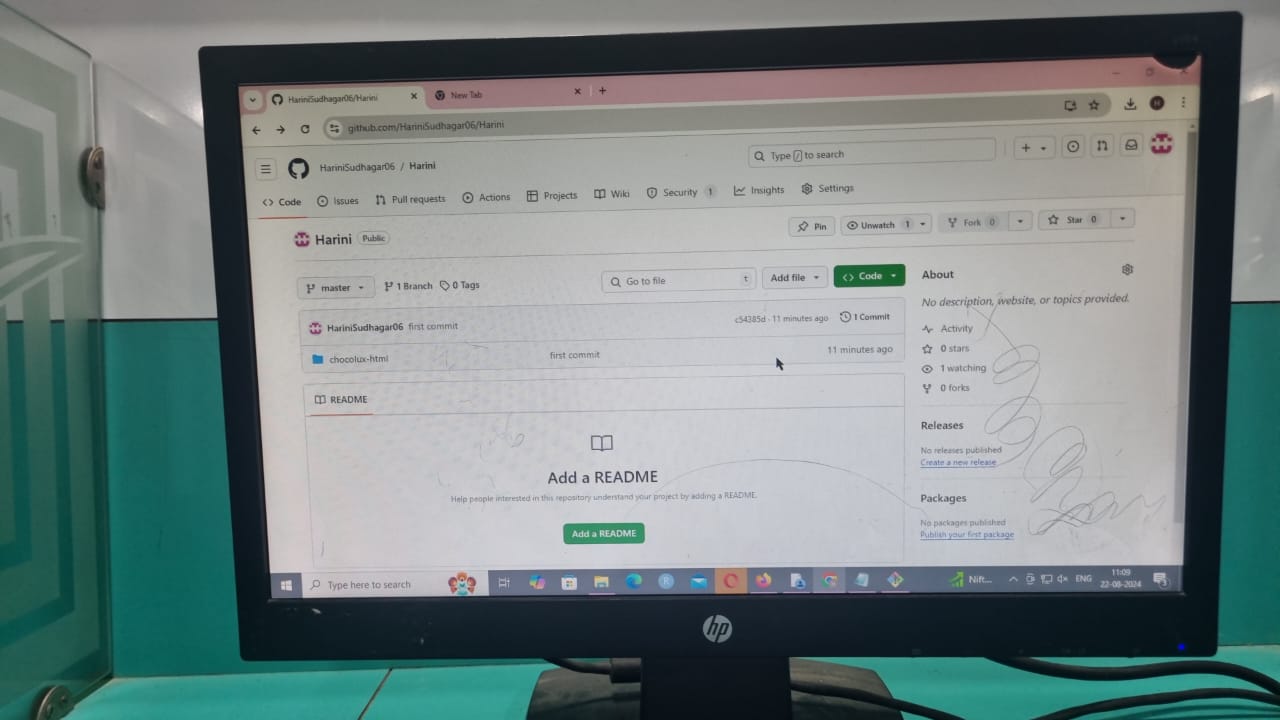 HariniSudhagar06/Harini
New Tab
github.com/HariniSudhagar06/Harini
HariniSudhagar06 / Harini
Type / to search
Code Issues Pull requests Actions Projects Wiki Security 1 Insights Settings
Harini Public
Pin Unwatch 1 Fork 0 Star 0
master 1 Branch 0 Tags
Go to file t Add file Code
HariniSudhagar06 first commit c54385d · 11 minutes ago 1 Commit
chocolux-html first commit 11 minutes ago
README
Add a README
Help people interested in this repository understand your project by adding a README.
Add a README
About
No description, website, or topics provided.
Activity
0 stars
1 watching
0 forks
Releases
No releases published
Create a new release
Packages
No packages published
Publish your first package
Type here to search
Nift...
ENG
11:09
22-08-2024
hp